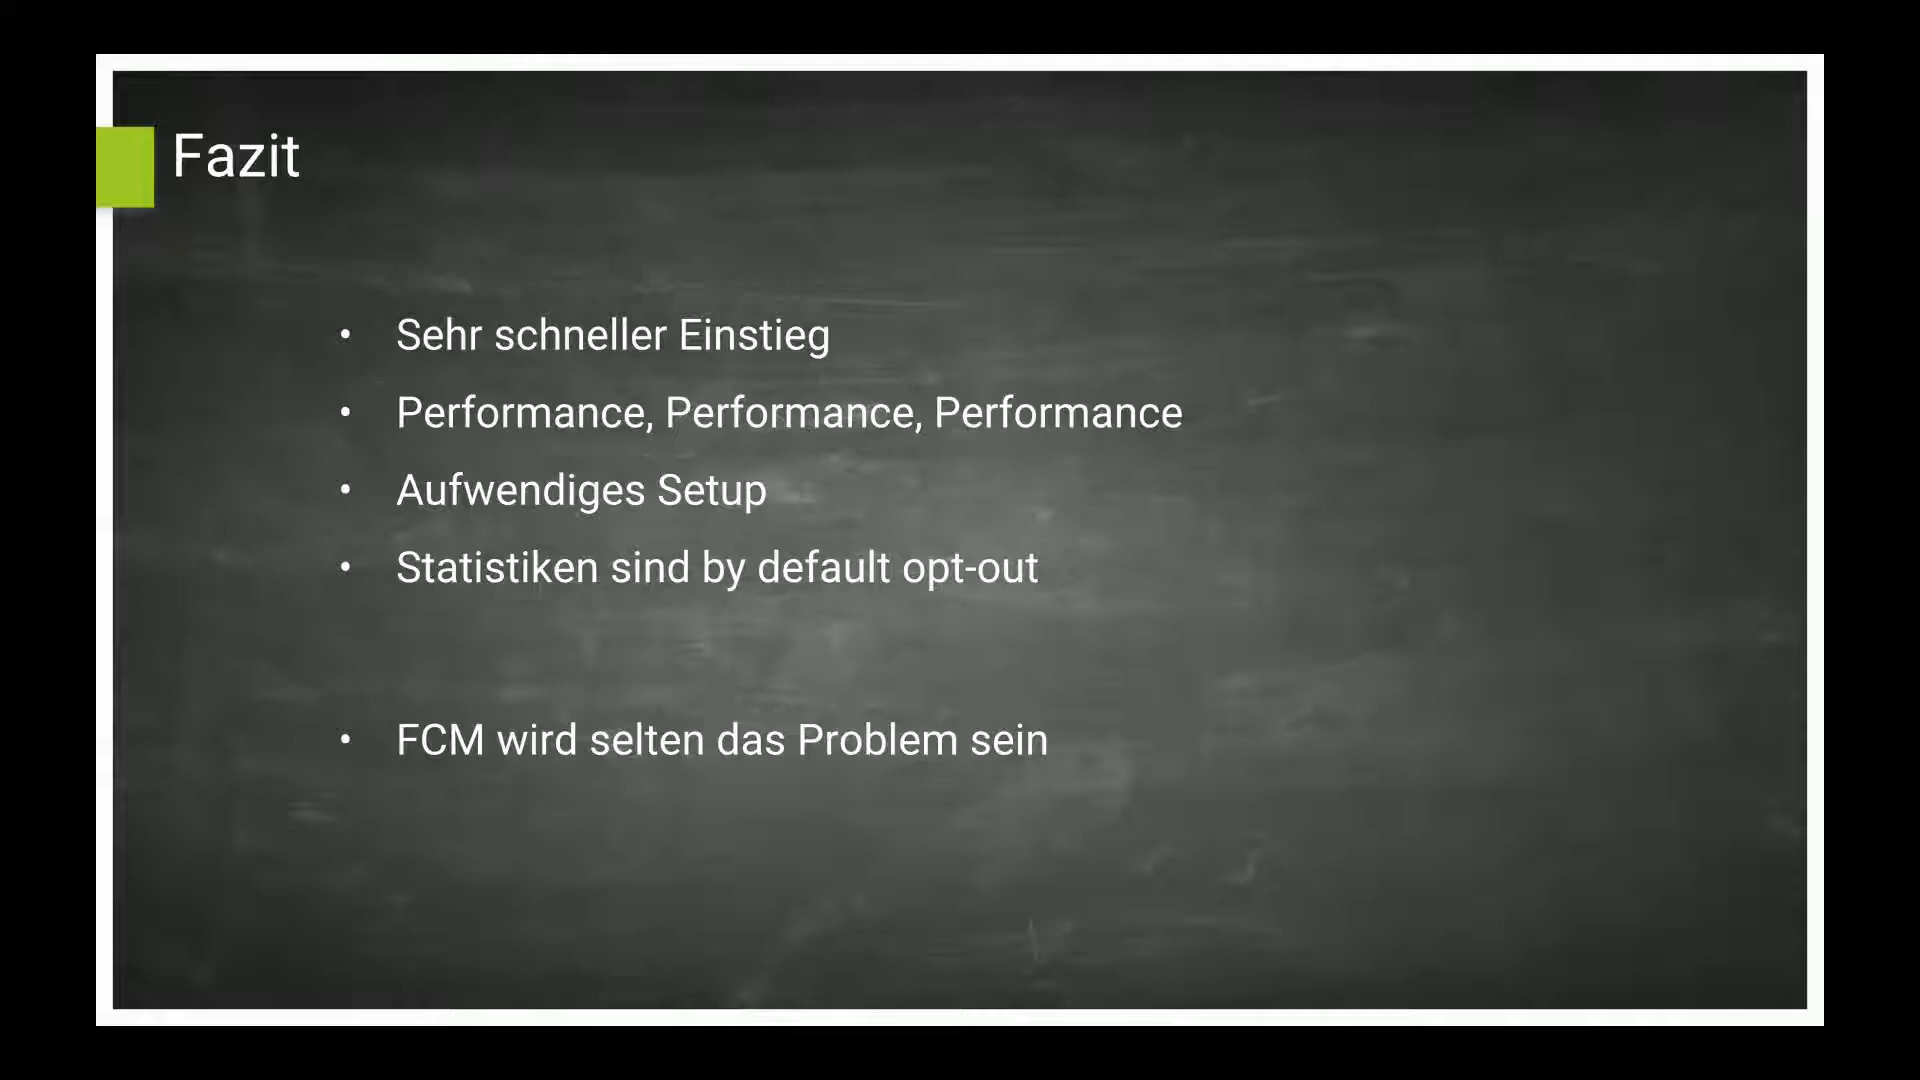 Fazit
• Sehr schneller Einstieg
• Performance, Performance, Performance
• Aufwendiges Setup
• Statistiken sind by default opt-out
• FCM wird selten das Problem sein